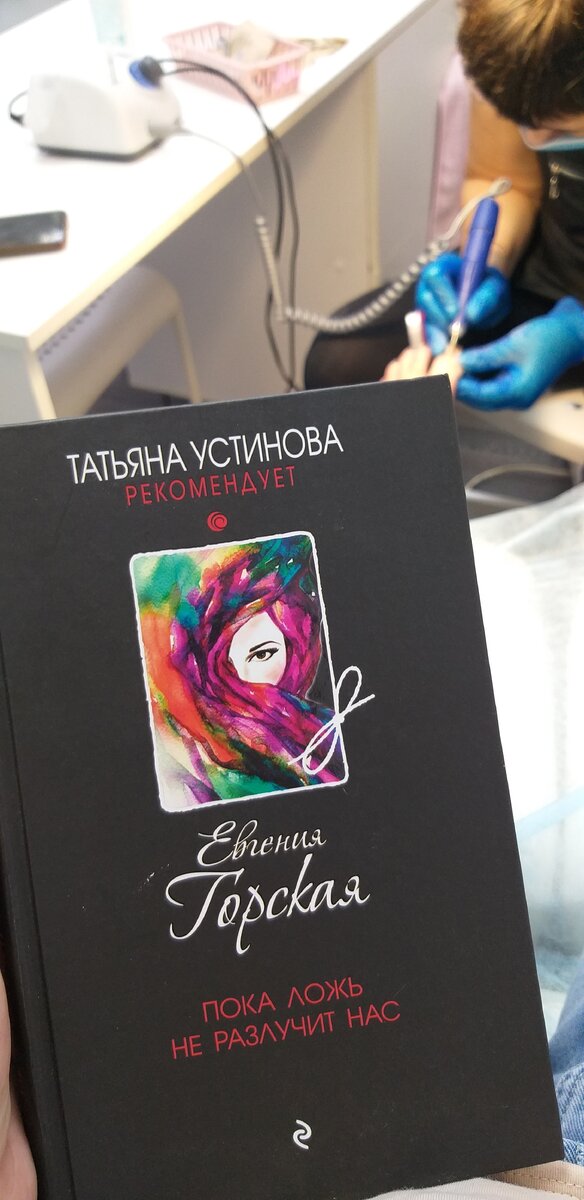 ТАТЬЯНА УСТИНОВА
РЕКОМЕНДУЕТ
Евгения
Горская
ПОКА ЛОЖЬ
НЕ РАЗЛУЧИТ НАС